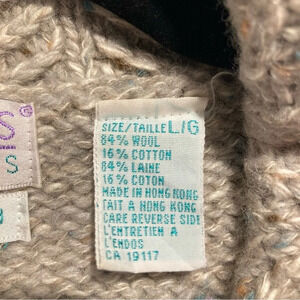 S
S
SIZE/TAILLE L/G
84% WOOL
16% COTTON
84% LAINE
16% COTON
MADE IN HONG KONG
FAIT A HONG KONG
CARE REVERSE SIDE
L'ENTRETIEN A
L'ENDOS
CA 19117